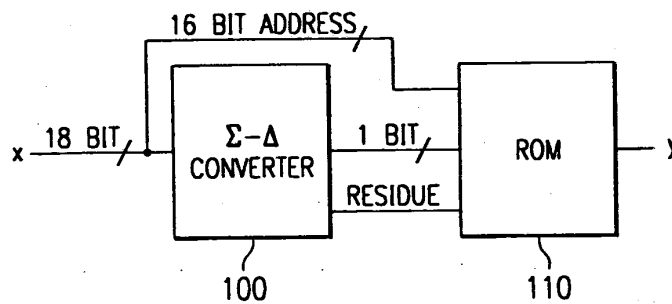 16 BIT ADDRESS
x 18 BIT
Σ-Δ
CONVERTER
1 BIT
RESIDUE
ROM
y
100
110